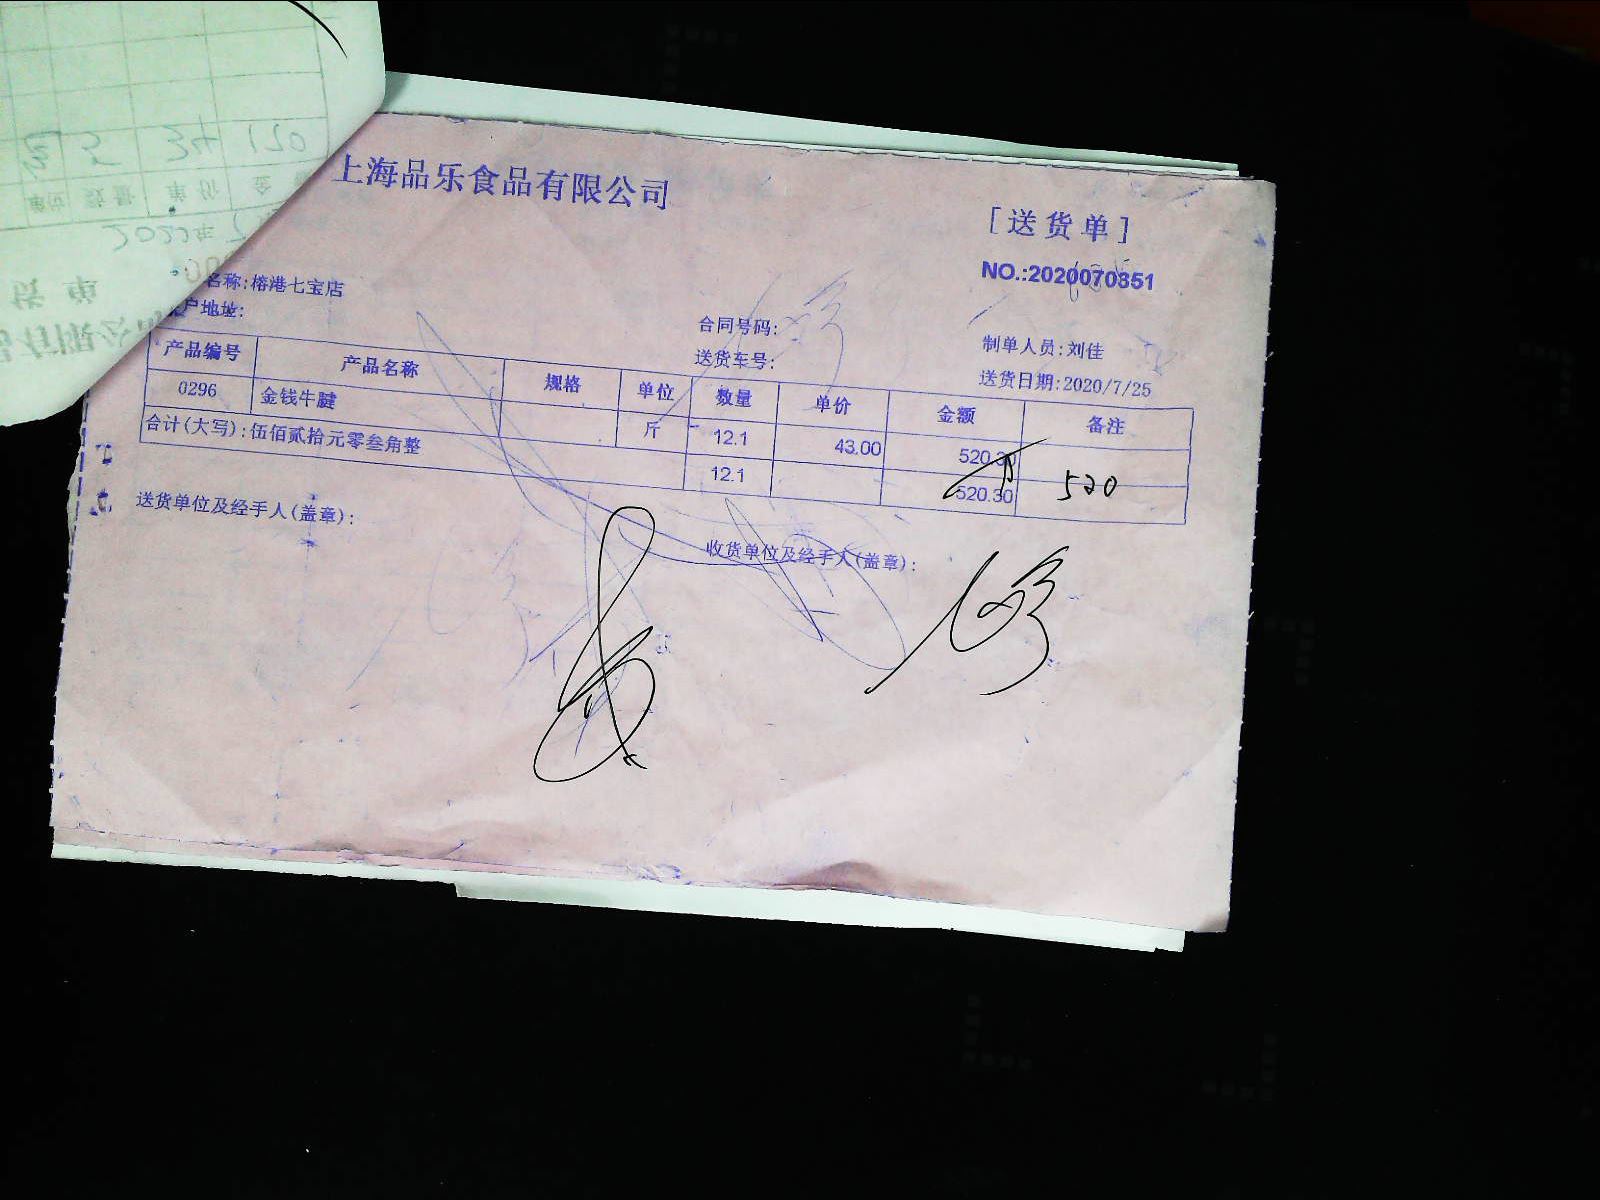 上海品乐食品有限公司
[送货单]
NO.:2020070351
名称:榕港七宝店
户地址:
合同号码:
制单人员:刘佳
送货车号:
送货日期:2020/7/25
产品编号 产品名称 规格 单位 数量 单价 金额 备注
0296 金钱牛腱 斤 12.1 43.00 520.30
合计(大写):伍佰贰拾元零叁角整 12.1 520.30 520
送货单位及经手人(盖章):
收货单位及经手人(盖章):